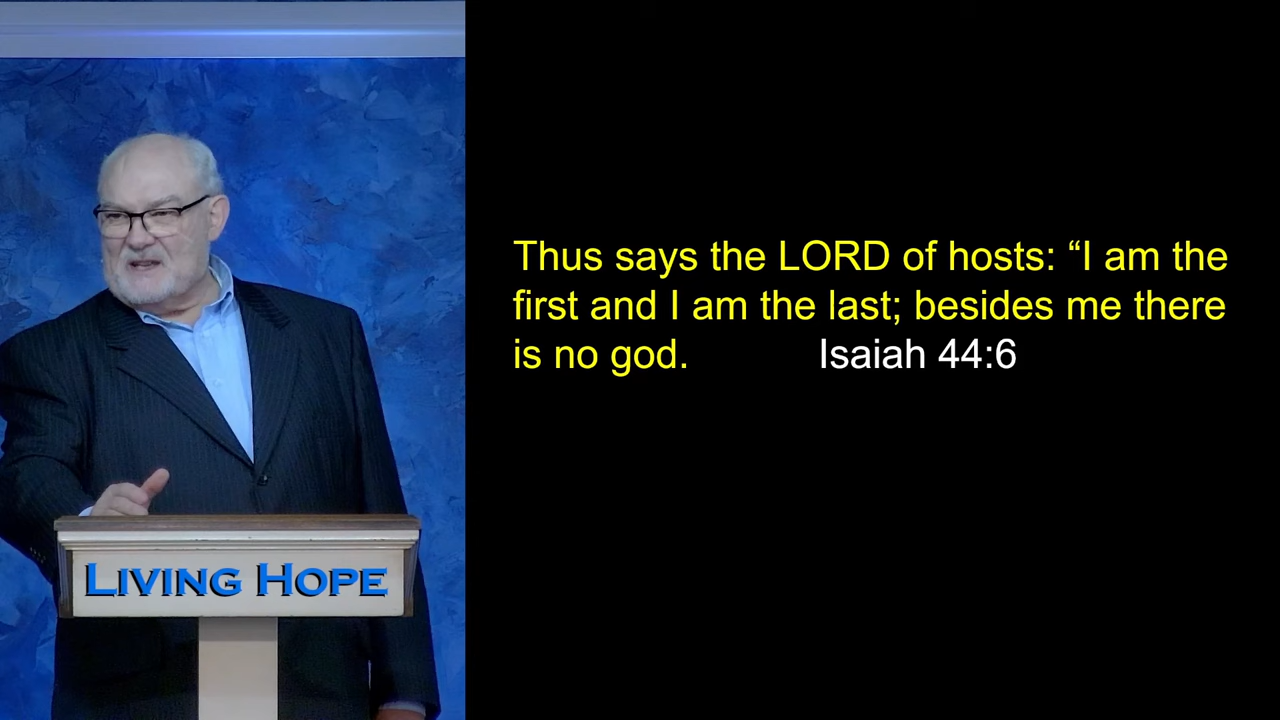 Thus says the LORD of hosts: “I am the
first and I am the last; besides me there
is no god. Isaiah 44:6
LIVING HOPE